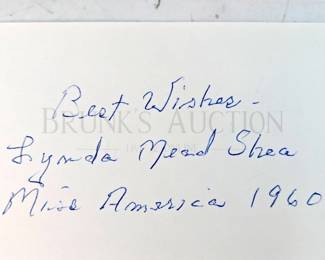 Best Wishes -
BRUNK'S AUCTION
Lynda Mead Shea
Miss America 1960